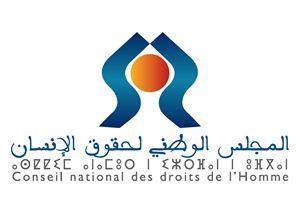 المجلس الوطني لحقوق الإنسان
ⴰⵙⵇⵇⵉⵎ ⴰⵏⴰⵎⵓⵔ ⵏ ⵉⵣⵔⴼⴰⵏ ⵏ ⵓⴼⴳⴰⵏ
Conseil national des droits de l'Homme